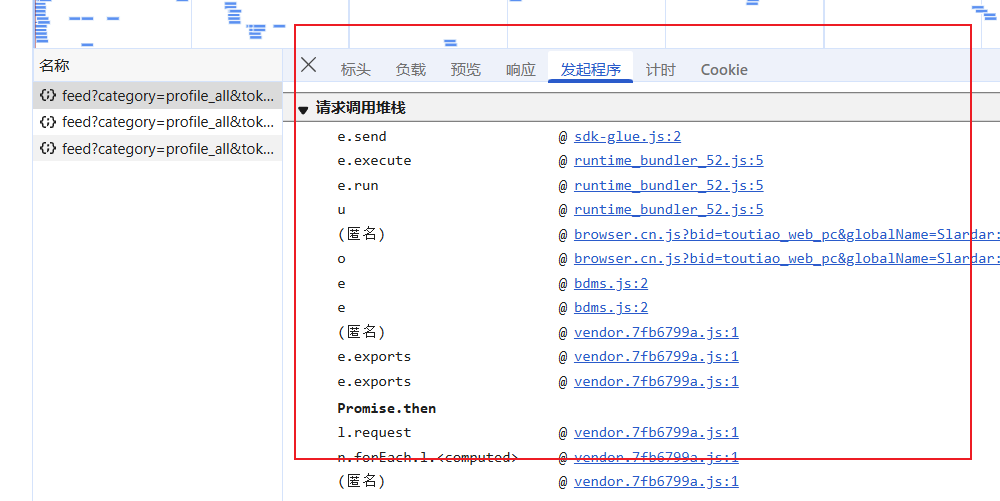 名称
feed?category=profile_all&tok...
feed?category=profile_all&tok...
feed?category=profile_all&tok...
标头 负载 预览 响应 发起程序 计时 Cookie
请求调用堆栈
e.send @ sdk-glue.js:2
e.execute @ runtime_bundler_52.js:5
e.run @ runtime_bundler_52.js:5
u @ runtime_bundler_52.js:5
(匿名) @ browser.cn.js?bid=toutiao_web_pc&globalName=Slardar:
o @ browser.cn.js?bid=toutiao_web_pc&globalName=Slardar:
e @ bdms.js:2
e @ bdms.js:2
(匿名) @ vendor.7fb6799a.js:1
e.exports @ vendor.7fb6799a.js:1
e.exports @ vendor.7fb6799a.js:1
Promise.then
l.request @ vendor.7fb6799a.js:1
n.forEach.l.<computed> @ vendor.7fb6799a.js:1
(匿名) @ vendor.7fb6799a.js:1